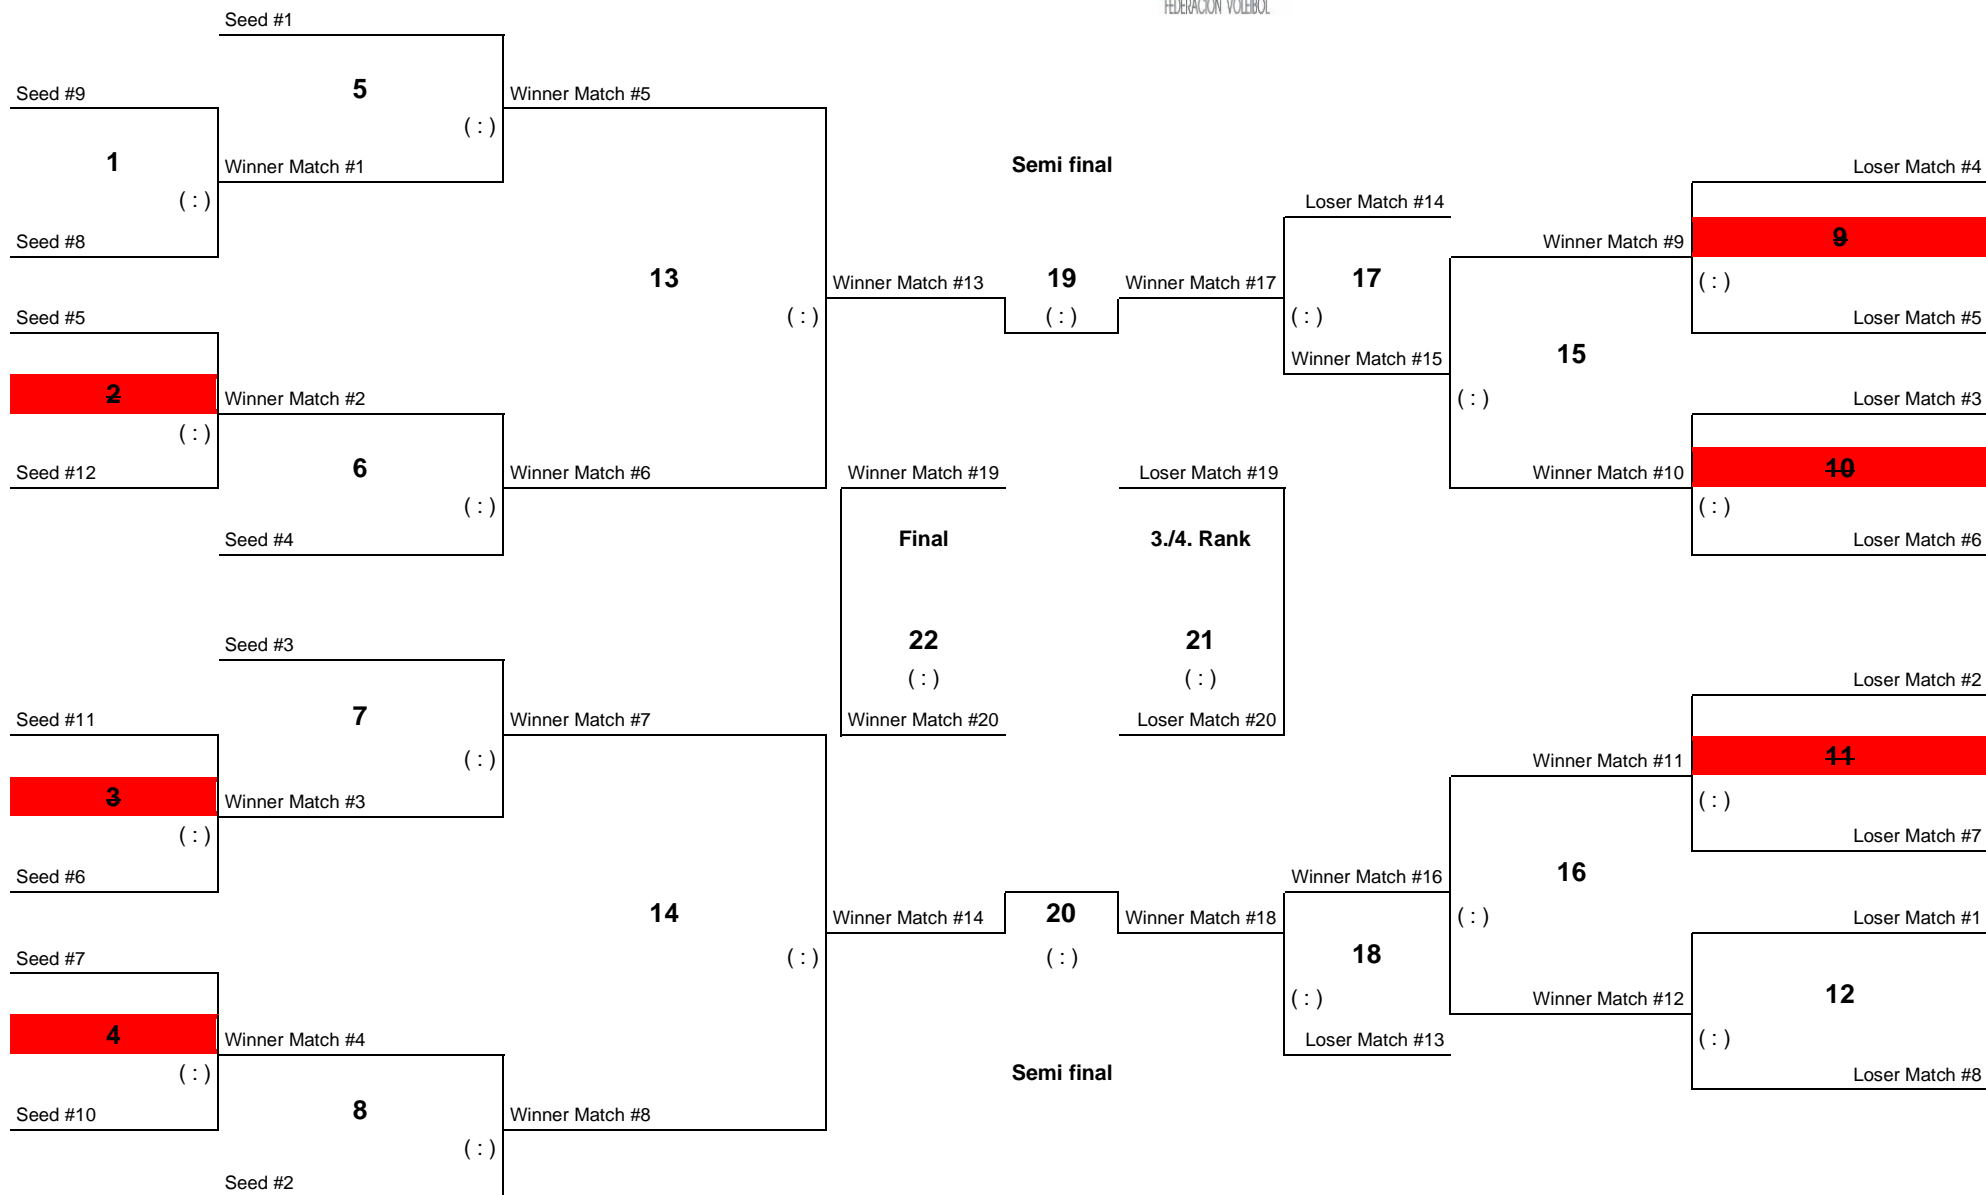 FEDERACION VOLEIBOL
Seed #1
Seed #9
5
Winner Match #5
( : )
1
Winner Match #1
Semi final
Loser Match #4
( : )
Loser Match #14
Seed #8
Winner Match #9
9
13
Winner Match #13
19
Winner Match #17
17
( : )
Seed #5
( : )
( : )
( : )
Loser Match #5
Winner Match #15
15
2
Winner Match #2
( : )
Loser Match #3
( : )
Seed #12
6
Winner Match #6
Winner Match #19
Loser Match #19
Winner Match #10
10
( : )
( : )
Seed #4
Final
3./4. Rank
Loser Match #6
Seed #3
22
21
( : )
( : )
Loser Match #2
Seed #11
7
Winner Match #7
Winner Match #20
Loser Match #20
( : )
Winner Match #11
11
3
Winner Match #3
( : )
( : )
Loser Match #7
Seed #6
Winner Match #16
16
14
Winner Match #14
20
Winner Match #18
( : )
Loser Match #1
Seed #7
( : )
( : )
18
( : )
Winner Match #12
12
4
Winner Match #4
Loser Match #13
( : )
( : )
Semi final
Loser Match #8
Seed #10
8
Winner Match #8
( : )
Seed #2